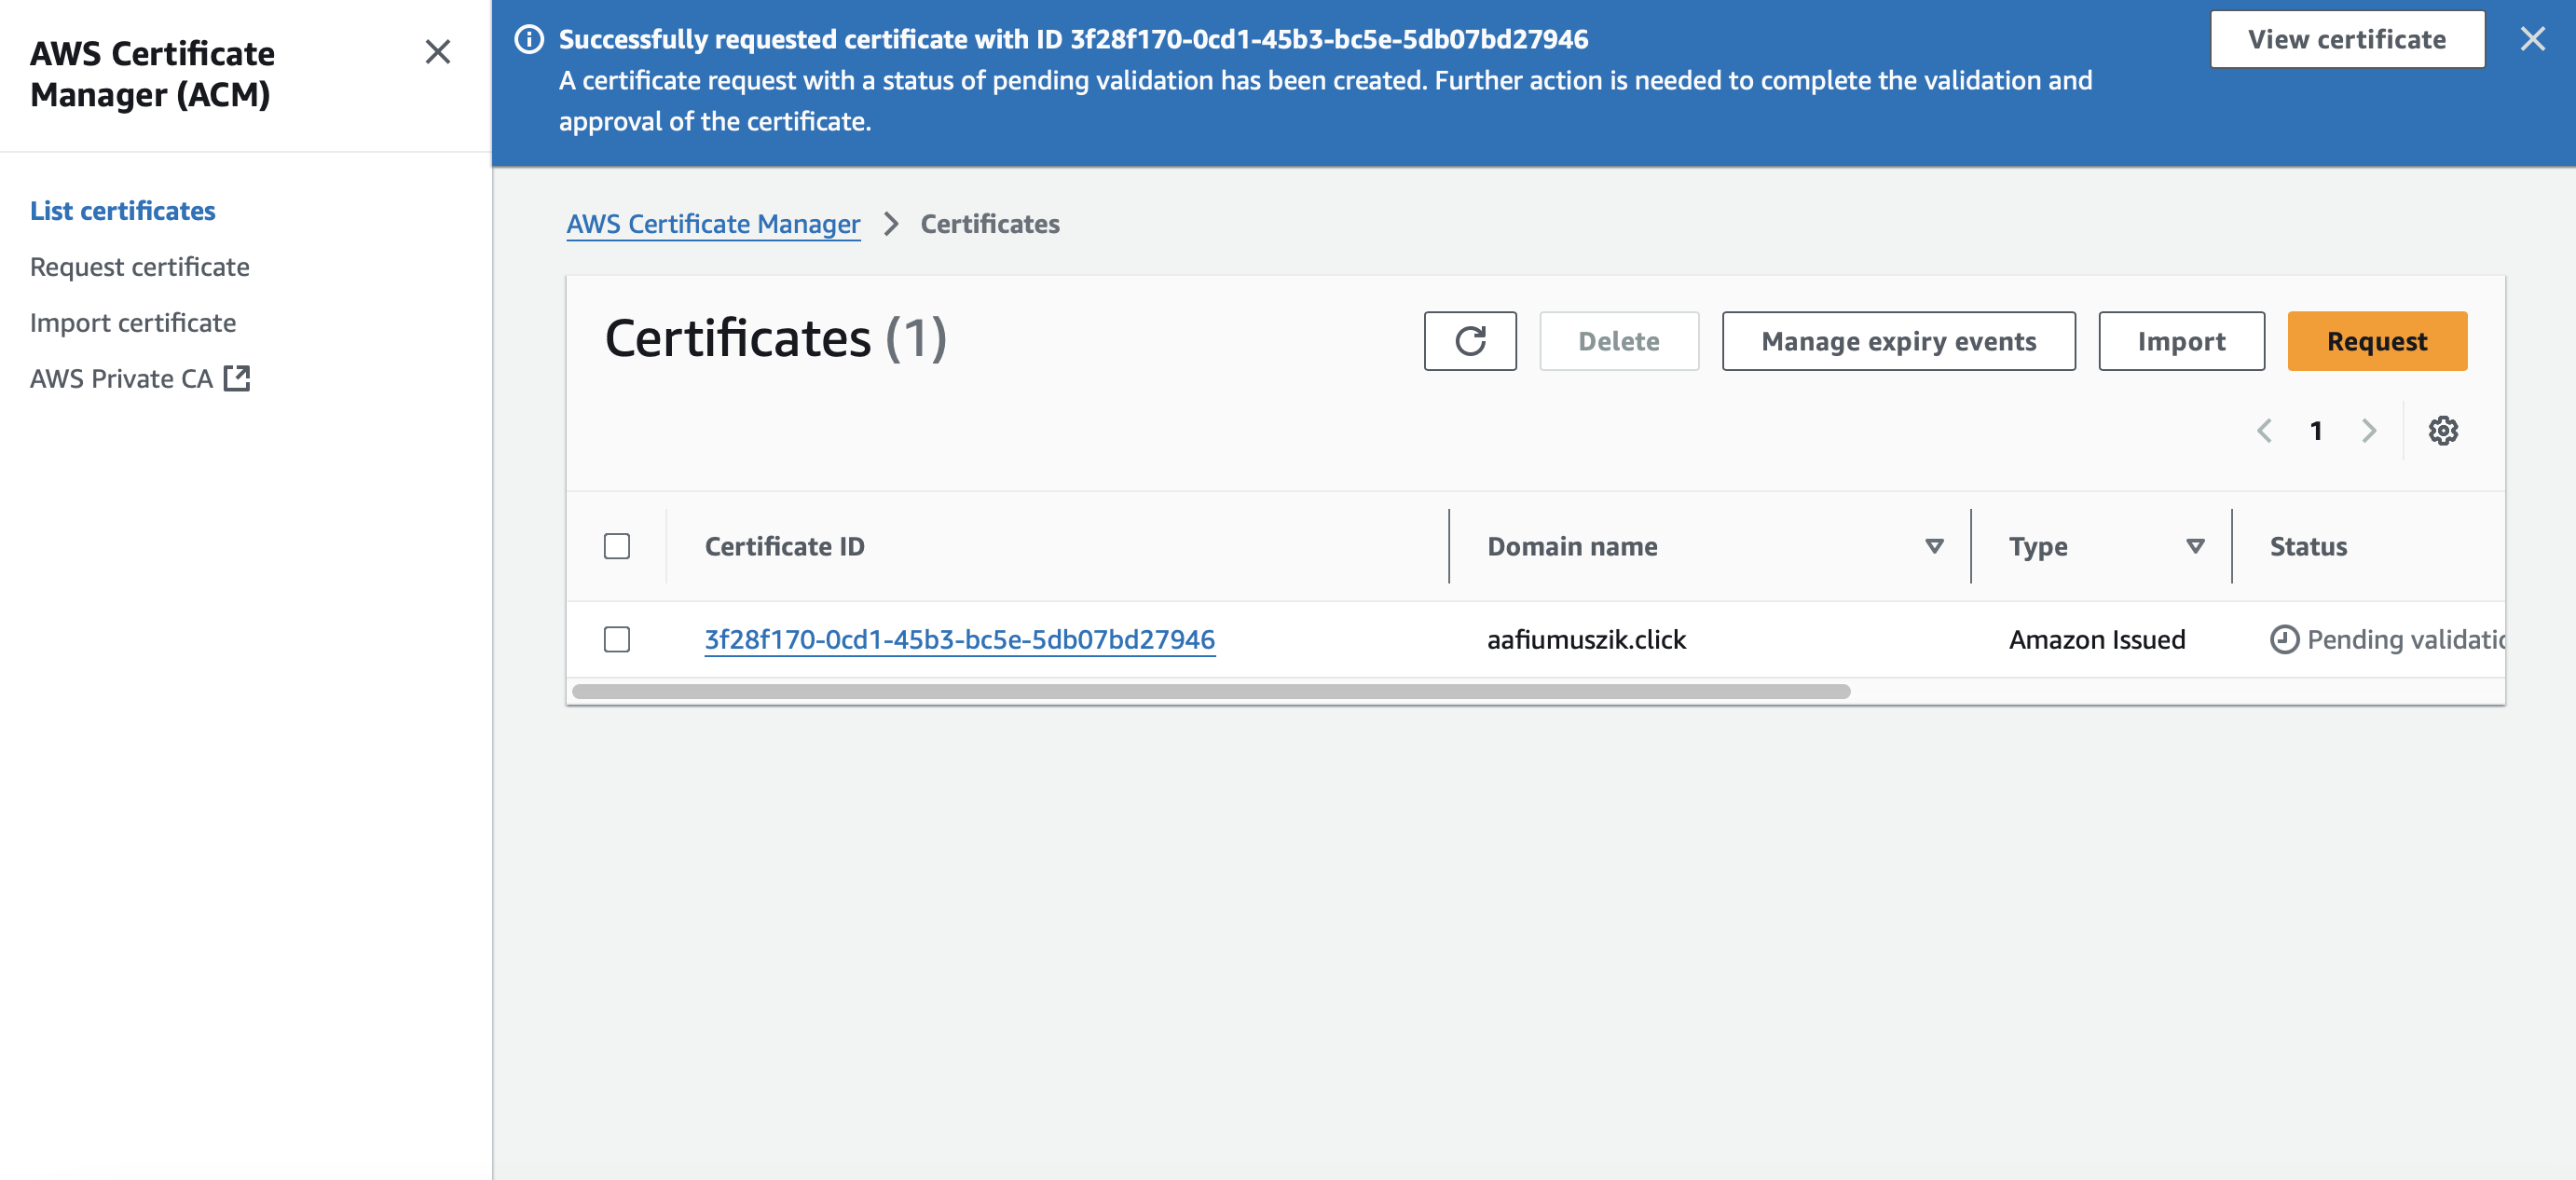 AWS Certificate
Manager (ACM)
List certificates
Request certificate
Import certificate
AWS Private CA
Successfully requested certificate with ID 3f28f170-0cd1-45b3-bc5e-5db07bd27946
A certificate request with a status of pending validation has been created. Further action is needed to complete the validation and
approval of the certificate.
View certificate
AWS Certificate Manager > Certificates
Certificates (1)
Delete
Manage expiry events
Import
Request
1
Certificate ID
Domain name
Type
Status
3f28f170-0cd1-45b3-bc5e-5db07bd27946
aafiumuszik.click
Amazon Issued
Pending validatio